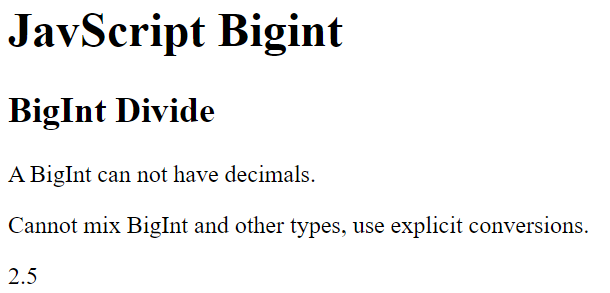 JavScript Bigint
BigInt Divide
A BigInt can not have decimals.
Cannot mix BigInt and other types, use explicit conversions.
2.5